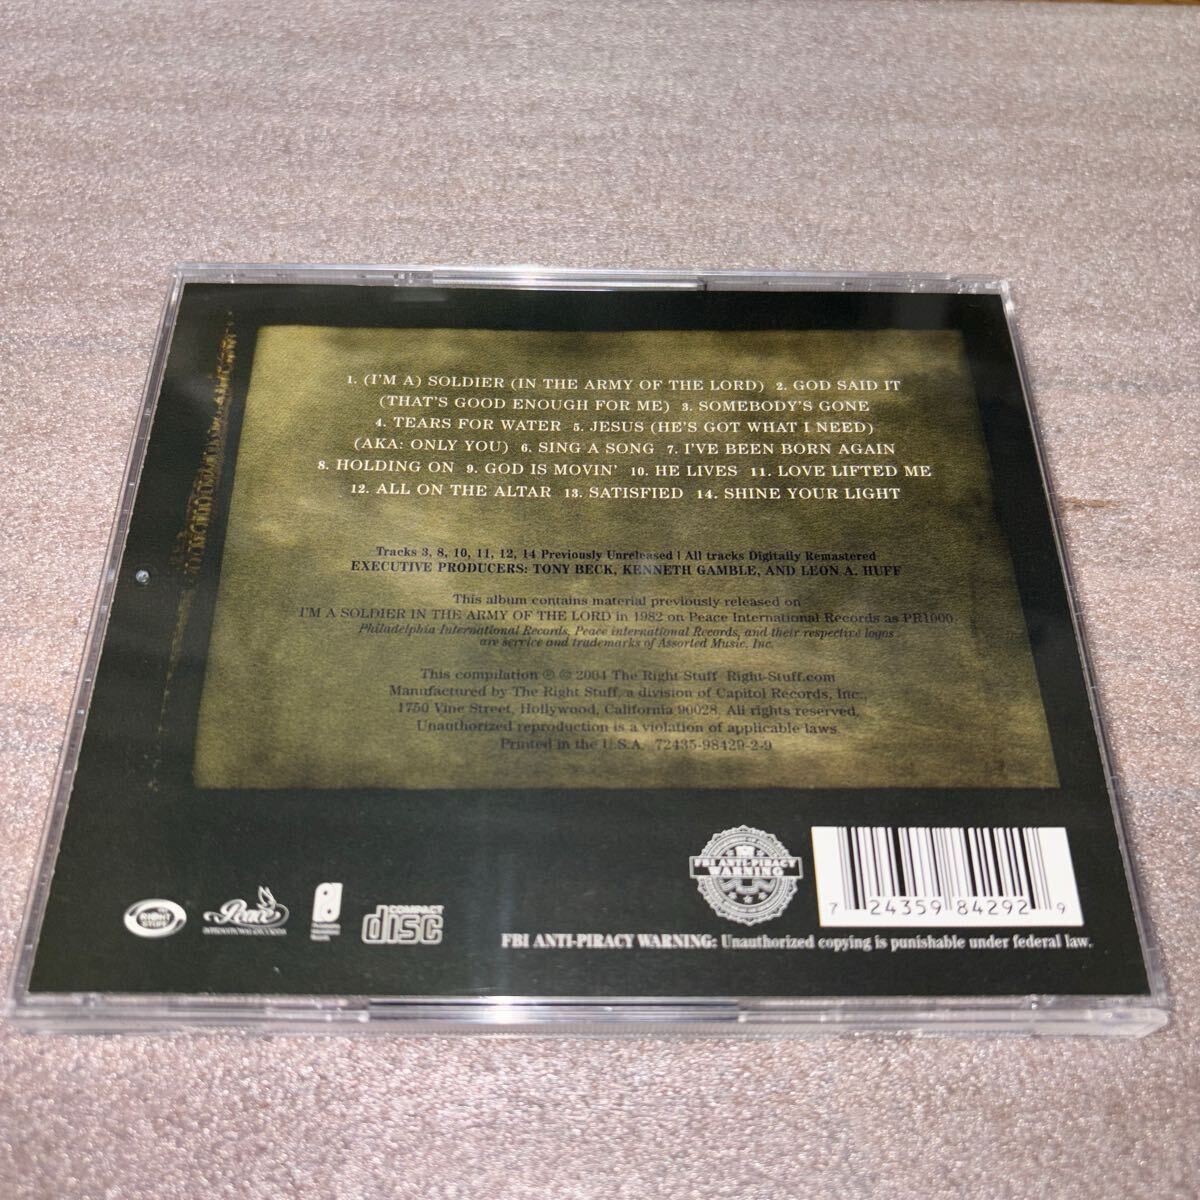 1. (I'M A) SOLDIER (IN THE ARMY OF THE LORD) 2. GOD SAID IT
(THAT'S GOOD ENOUGH FOR ME) 3. SOMEBODY'S GONE
4. TEARS FOR WATER 5. JESUS (HE'S GOT WHAT I NEED)
(AKA: ONLY YOU) 6. SING A SONG 7. I'VE BEEN BORN AGAIN
8. HOLDING ON 9. GOD IS MOVIN' 10. HE LIVES 11. LOVE LIFTED ME
12. ALL ON THE ALTAR 13. SATISFIED 14. SHINE YOUR LIGHT
Tracks 3, 8, 10, 11, 12, 14 Previously Unreleased | All tracks Digitally Remastered
EXECUTIVE PRODUCERS: TONY BECK, KENNETH GAMBLE, AND LEON A. HUFF
This album contains material previously released on
I'M A SOLDIER IN THE ARMY OF THE LORD in 1982 on Peace International Records as PR1000.
Philadelphia International Records, Peace international Records, and their respective logos
are service and trademarks of Assorted Music, Inc.
This compilation ℗ © 2004 The Right Stuff Right-Stuff.com
Manufactured by The Right Stuff, a division of Capitol Records, Inc.,
1750 Vine Street, Hollywood, California 90028. All rights reserved.
Unauthorized reproduction is a violation of applicable laws.
Printed in the U.S.A. 72435-98429-2-9
RIGHT STUFF
Peace
INTERNATIONAL RECORDS
COMPACT
disc
FBI ANTI-PIRACY
WARNING
7 24359 84292 9
FBI ANTI-PIRACY WARNING: Unauthorized copying is punishable under federal law.